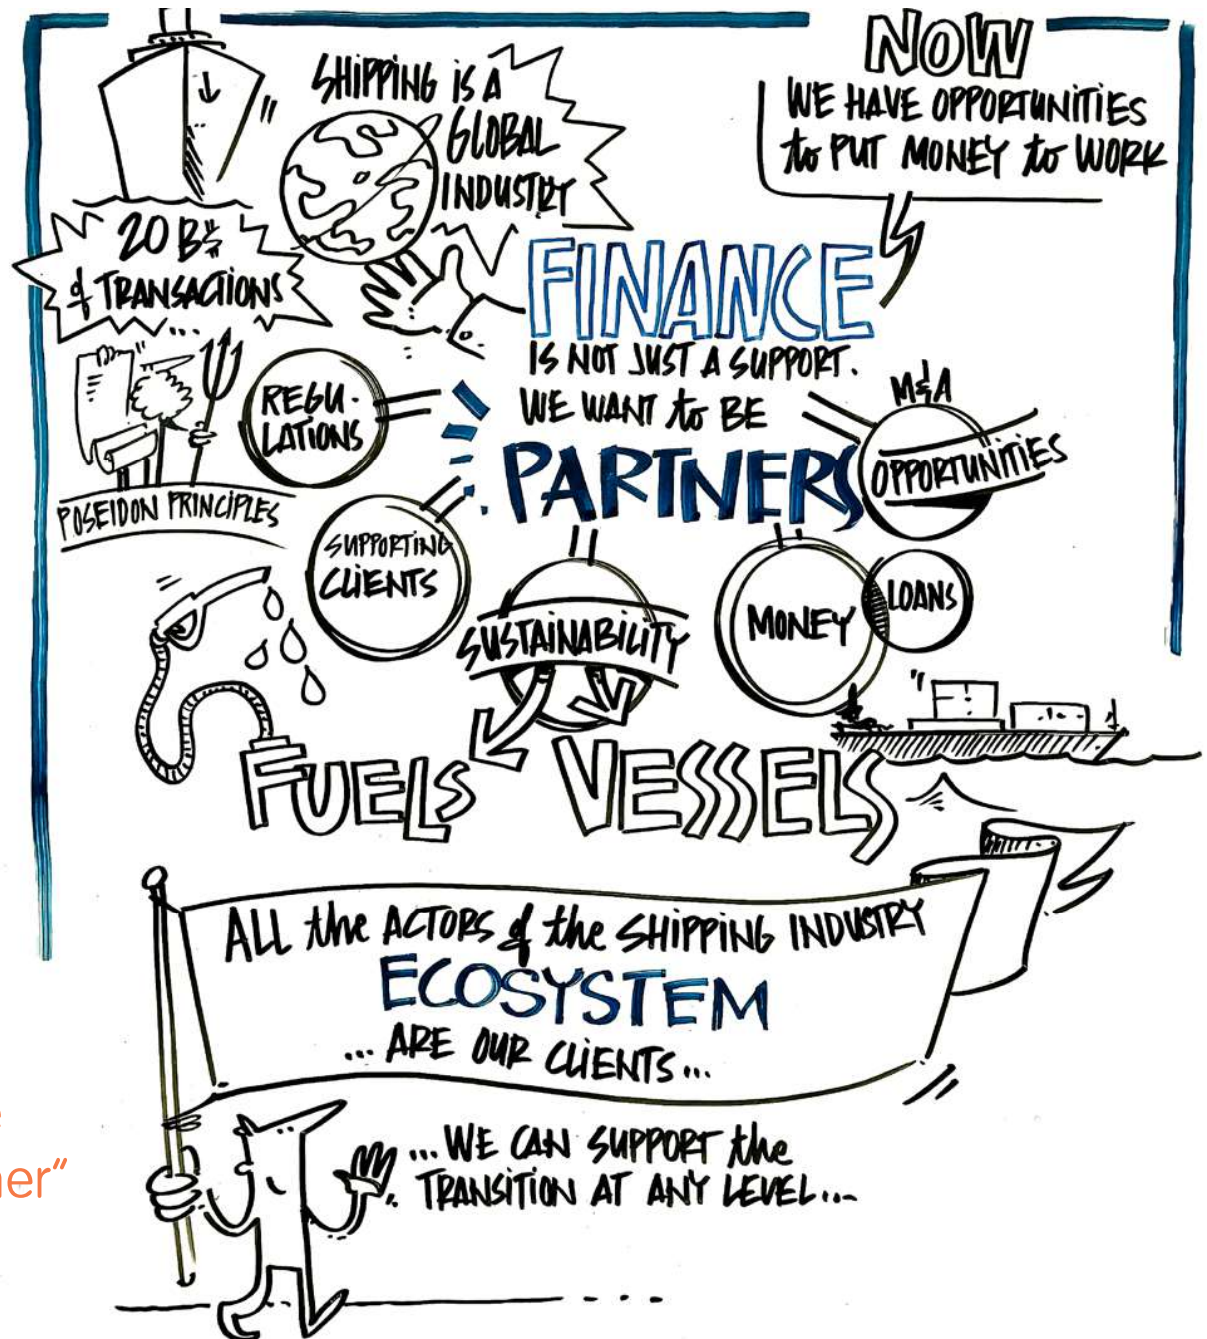 SHIPPING IS A
GLOBAL
INDUSTRY
NOW
WE HAVE OPPORTUNITIES
to PUT MONEY to WORK
20 B$
of TRANSACTIONS
...
FINANCE
IS NOT JUST A SUPPORT.
WE WANT to BE
PARTNERS
POSEIDON PRINCIPLES
REGU-
LATIONS
SUPPORTING
CLIENTS
SUSTAINABILITY
MONEY
LOANS
M&A
OPPORTUNITIES
FUELS
VESSELS
ALL the ACTORS of the SHIPPING INDUSTRY
ECOSYSTEM
... ARE OUR CLIENTS...
...WE CAN SUPPORT the
TRANSITION AT ANY LEVEL...
her”